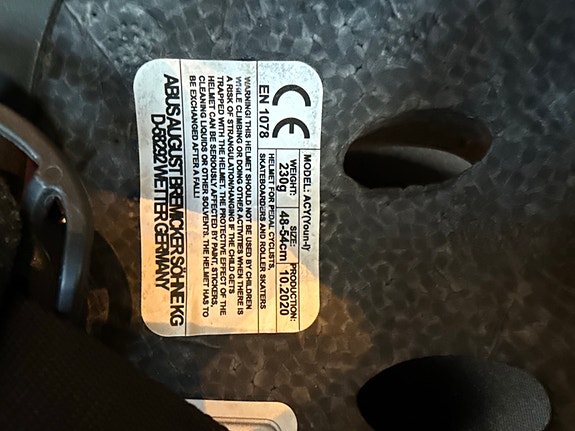 CE
EN 1078
MODEL: ACY(Youn-I)
WEIGHT: SIZE: PRODUCTION:
230g 48-54cm 10.2020
HELMET FOR PEDAL CYCLISTS,
SKATEBOARDERS AND ROLLER SKATERS
WARNING! THIS HELMET SHOULD NOT BE USED BY CHILDREN
WHILE CLIMBING OR DOING OTHER ACTIVITIES WHEN THERE IS
A RISK OF STRANGULATION/HANGING IF THE CHILD GETS
TRAPPED WITH THE HELMET. THE PROTECTIVE EFFECT OF THE
HELMET CAN BE SERIOUSLY AFFECTED BY PAINT, STICKERS,
CLEANING LIQUIDS OR OTHER SOLVENTS. THE HELMET HAS TO
BE EXCHANGED AFTER A FALL!
ABUS AUGUST BREMICKER SÖHNE KG
D-58292 WETTER GERMANY